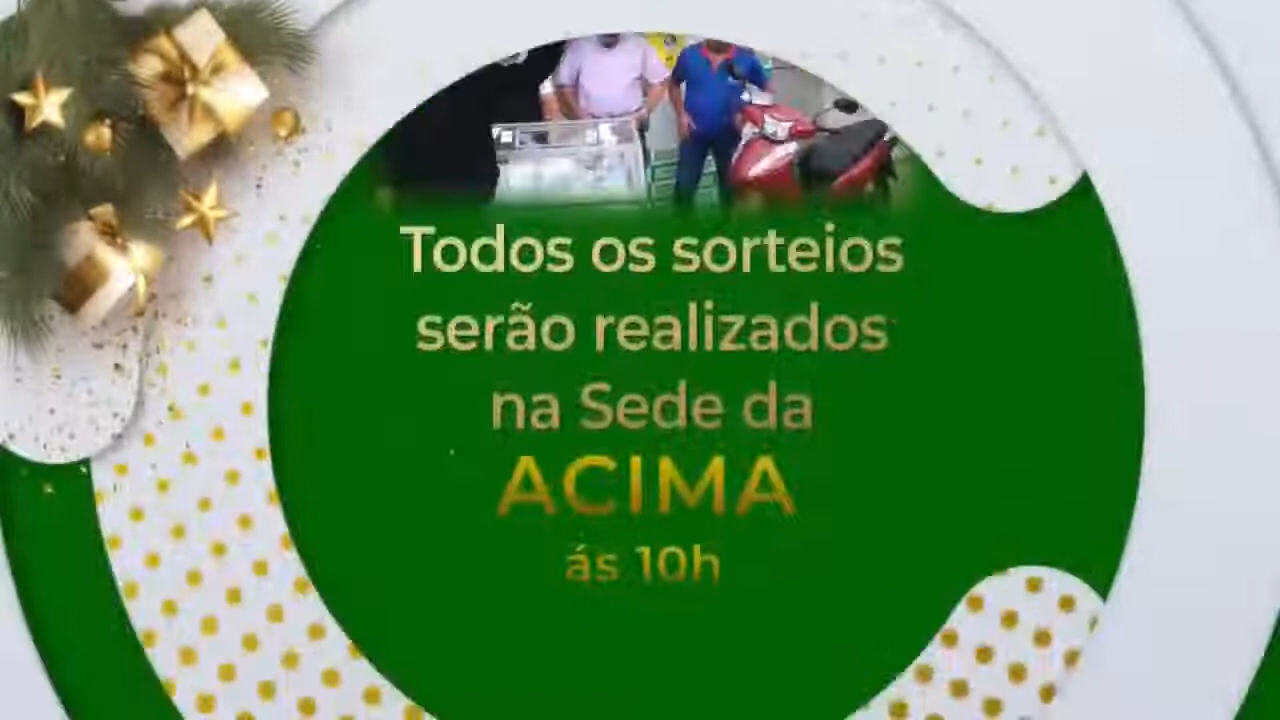 Todos os sorteios
serão realizados
na Sede da
ACIMA
ás 10h